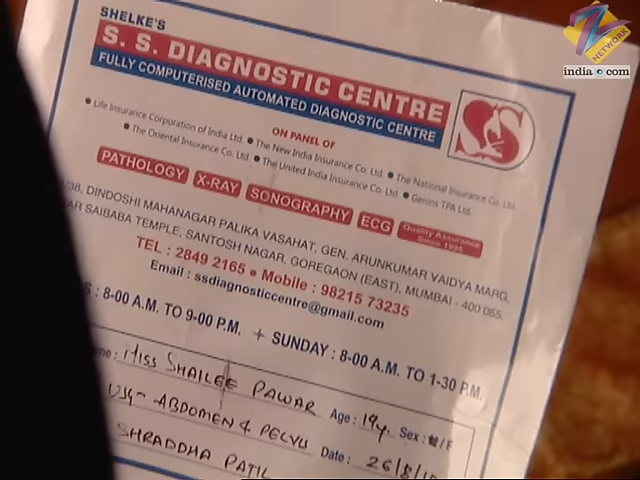 SHELKE'S
S. S. DIAGNOSTIC CENTRE
FULLY COMPUTERISED AUTOMATED DIAGNOSTIC CENTRE
SS
ON PANEL OF
● Life Insurance Corporation of India Ltd. ● The New India Insurance Co. Ltd. ● The National Insurance Co. Ltd.
● The Oriental Insurance Co. Ltd. ● The United India Insurance Co. Ltd. ● Genins TPA Ltd.
PATHOLOGY X-RAY SONOGRAPHY ECG Quality Assurance Since 1995
/38, DINDOSHI MAHANAGAR PALIKA VASAHAT, GEN. ARUNKUMAR VAIDYA MARG,
AR SAIBABA TEMPLE, SANTOSH NAGAR, GOREGAON (EAST), MUMBAI - 400 065.
TEL : 2849 2165 ● Mobile : 98215 73235
Email : ssdiagnosticcentre@gmail.com
S : 8-00 A.M. TO 9-00 P.M. + SUNDAY : 8-00 A.M. TO 1-30 P.M.
me : MISS SHAILEE PAWAR Age : 19y. Sex : M / F
USG - ABDOMEN & PELVIS Date : 26/8/
SHRADDHA PATIL
Z NETWORK
india.com